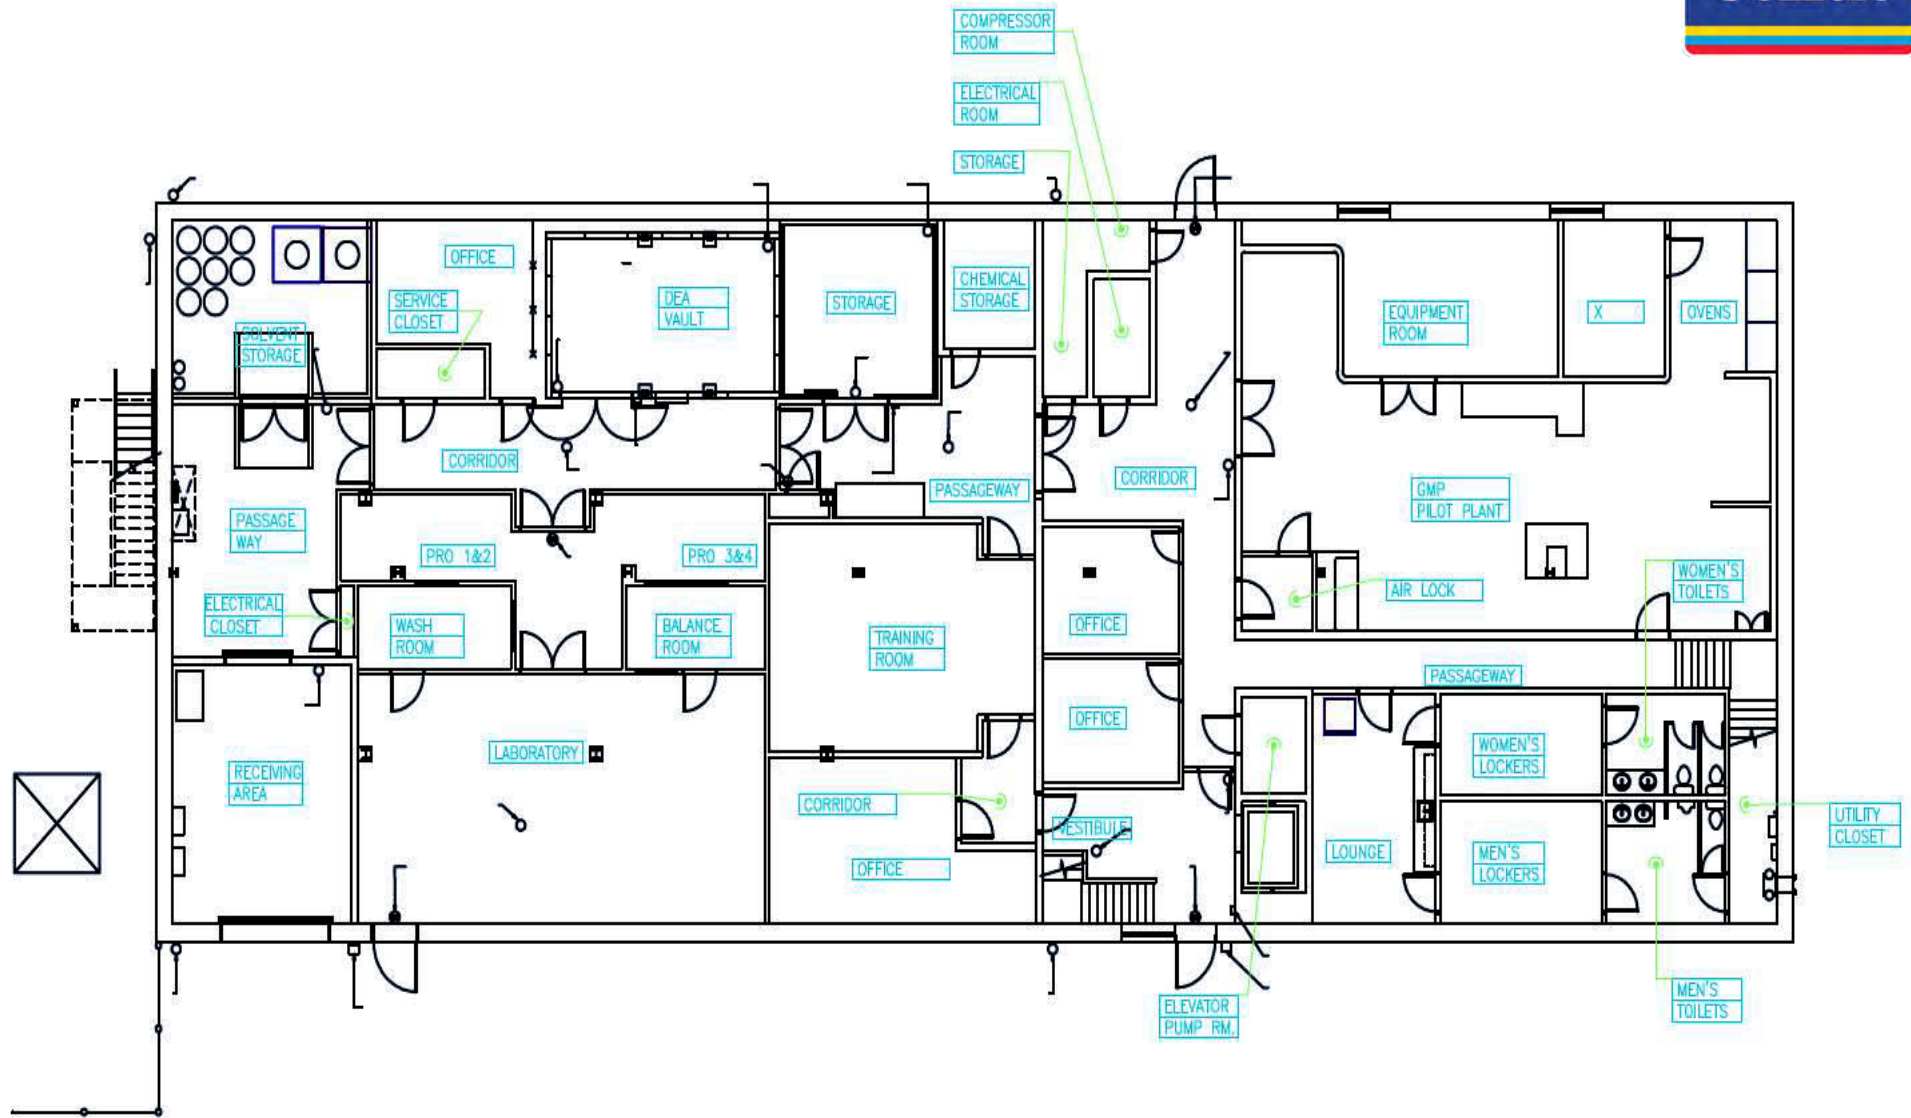 COMPRESSOR
ROOM
ELECTRICAL
ROOM
STORAGE
OFFICE
SERVICE
CLOSET
SOLVENT
STORAGE
DEA
VAULT
STORAGE
CHEMICAL
STORAGE
EQUIPMENT
ROOM
X
OVENS
CORRIDOR
PASSAGEWAY
CORRIDOR
GMP
PILOT PLANT
PASSAGE
WAY
PRO 1&2
PRO 3&4
WOMEN'S
TOILETS
AIR LOCK
ELECTRICAL
CLOSET
WASH
ROOM
BALANCE
ROOM
TRAINING
ROOM
OFFICE
PASSAGEWAY
OFFICE
LABORATORY
WOMEN'S
LOCKERS
RECEIVING
AREA
CORRIDOR
VESTIBULE
UTILITY
CLOSET
OFFICE
LOUNGE
MEN'S
LOCKERS
ELEVATOR
PUMP RM.
MEN'S
TOILETS